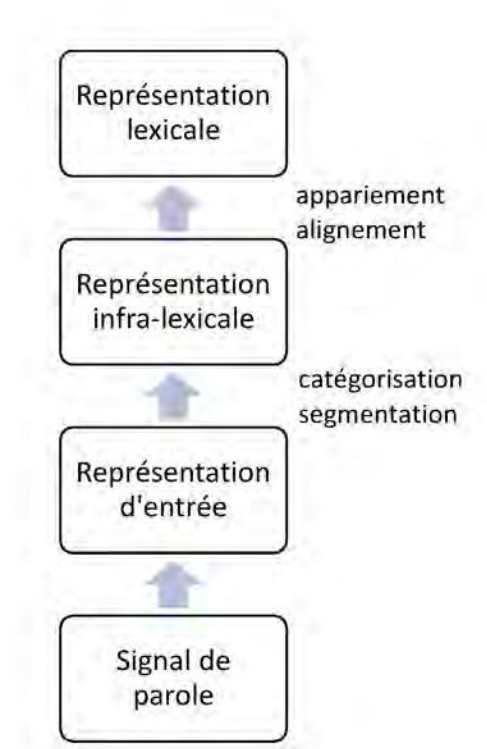 Représentation
lexicale
appariement
alignement
Représentation
infra-lexicale
catégorisation
segmentation
Représentation
d'entrée
Signal de
parole